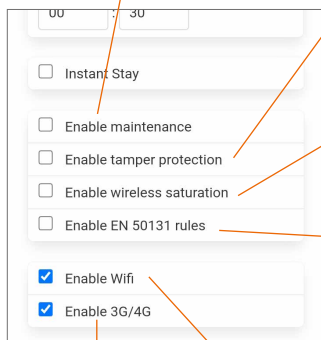 00 : 30
Instant Stay
Enable maintenance
Enable tamper protection
Enable wireless saturation
Enable EN 50131 rules
Enable Wifi
Enable 3G/4G